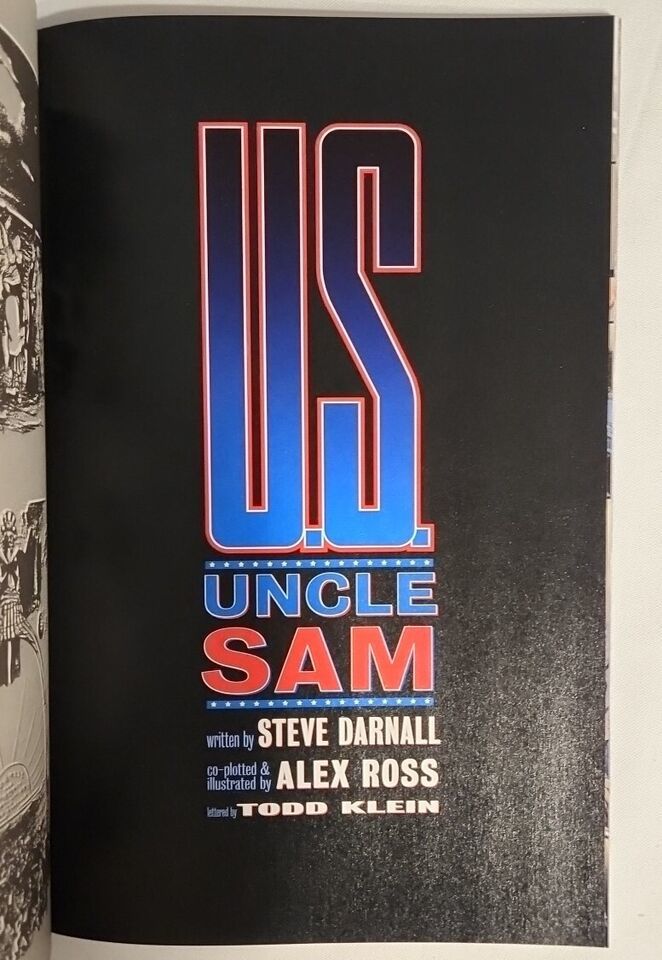 U.S.
UNCLE
SAM
written by STEVE DARNALL
co-plotted &
illustrated by ALEX ROSS
lettered by TODD KLEIN